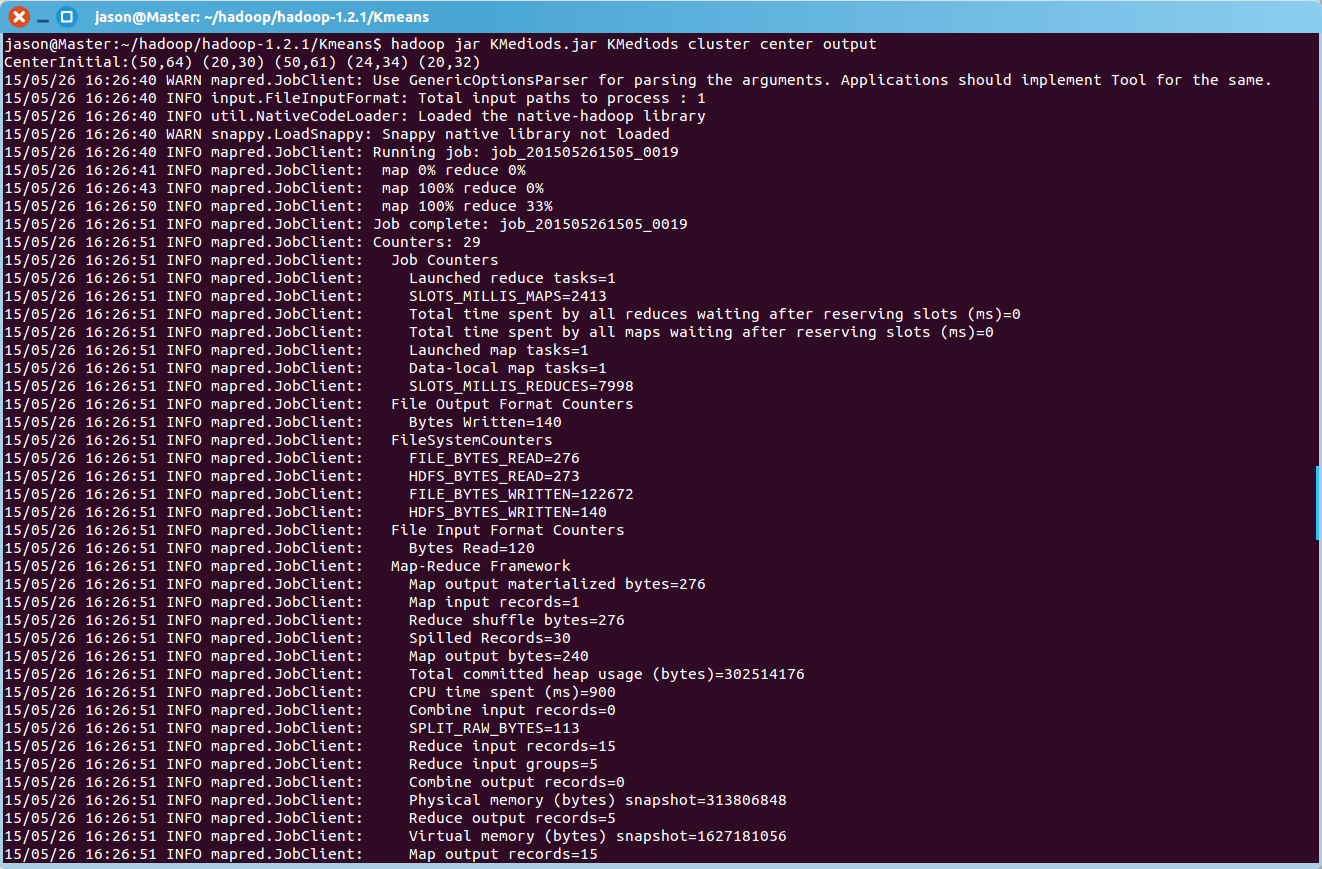 jason@Master: ~/hadoop/hadoop-1.2.1/Kmeans
jason@Master:~/hadoop/hadoop-1.2.1/Kmeans$ hadoop jar KMediods.jar KMediods cluster center output
CenterInitial:(50,64) (20,30) (50,61) (24,34) (20,32)
15/05/26 16:26:40 WARN mapred.JobClient: Use GenericOptionsParser for parsing the arguments. Applications should implement Tool for the same.
15/05/26 16:26:40 INFO input.FileInputFormat: Total input paths to process : 1
15/05/26 16:26:40 INFO util.NativeCodeLoader: Loaded the native-hadoop library
15/05/26 16:26:40 WARN snappy.LoadSnappy: Snappy native library not loaded
15/05/26 16:26:40 INFO mapred.JobClient: Running job: job_201505261505_0019
15/05/26 16:26:41 INFO mapred.JobClient:  map 0% reduce 0%
15/05/26 16:26:43 INFO mapred.JobClient:  map 100% reduce 0%
15/05/26 16:26:50 INFO mapred.JobClient:  map 100% reduce 33%
15/05/26 16:26:51 INFO mapred.JobClient: Job complete: job_201505261505_0019
15/05/26 16:26:51 INFO mapred.JobClient: Counters: 29
15/05/26 16:26:51 INFO mapred.JobClient:   Job Counters
15/05/26 16:26:51 INFO mapred.JobClient:     Launched reduce tasks=1
15/05/26 16:26:51 INFO mapred.JobClient:     SLOTS_MILLIS_MAPS=2413
15/05/26 16:26:51 INFO mapred.JobClient:     Total time spent by all reduces waiting after reserving slots (ms)=0
15/05/26 16:26:51 INFO mapred.JobClient:     Total time spent by all maps waiting after reserving slots (ms)=0
15/05/26 16:26:51 INFO mapred.JobClient:     Launched map tasks=1
15/05/26 16:26:51 INFO mapred.JobClient:     Data-local map tasks=1
15/05/26 16:26:51 INFO mapred.JobClient:     SLOTS_MILLIS_REDUCES=7998
15/05/26 16:26:51 INFO mapred.JobClient:   File Output Format Counters
15/05/26 16:26:51 INFO mapred.JobClient:     Bytes Written=140
15/05/26 16:26:51 INFO mapred.JobClient:   FileSystemCounters
15/05/26 16:26:51 INFO mapred.JobClient:     FILE_BYTES_READ=276
15/05/26 16:26:51 INFO mapred.JobClient:     HDFS_BYTES_READ=273
15/05/26 16:26:51 INFO mapred.JobClient:     FILE_BYTES_WRITTEN=122672
15/05/26 16:26:51 INFO mapred.JobClient:     HDFS_BYTES_WRITTEN=140
15/05/26 16:26:51 INFO mapred.JobClient:   File Input Format Counters
15/05/26 16:26:51 INFO mapred.JobClient:     Bytes Read=120
15/05/26 16:26:51 INFO mapred.JobClient:   Map-Reduce Framework
15/05/26 16:26:51 INFO mapred.JobClient:     Map output materialized bytes=276
15/05/26 16:26:51 INFO mapred.JobClient:     Map input records=1
15/05/26 16:26:51 INFO mapred.JobClient:     Reduce shuffle bytes=276
15/05/26 16:26:51 INFO mapred.JobClient:     Spilled Records=30
15/05/26 16:26:51 INFO mapred.JobClient:     Map output bytes=240
15/05/26 16:26:51 INFO mapred.JobClient:     Total committed heap usage (bytes)=302514176
15/05/26 16:26:51 INFO mapred.JobClient:     CPU time spent (ms)=900
15/05/26 16:26:51 INFO mapred.JobClient:     Combine input records=0
15/05/26 16:26:51 INFO mapred.JobClient:     SPLIT_RAW_BYTES=113
15/05/26 16:26:51 INFO mapred.JobClient:     Reduce input records=15
15/05/26 16:26:51 INFO mapred.JobClient:     Reduce input groups=5
15/05/26 16:26:51 INFO mapred.JobClient:     Combine output records=0
15/05/26 16:26:51 INFO mapred.JobClient:     Physical memory (bytes) snapshot=313806848
15/05/26 16:26:51 INFO mapred.JobClient:     Reduce output records=5
15/05/26 16:26:51 INFO mapred.JobClient:     Virtual memory (bytes) snapshot=1627181056
15/05/26 16:26:51 INFO mapred.JobClient:     Map output records=15